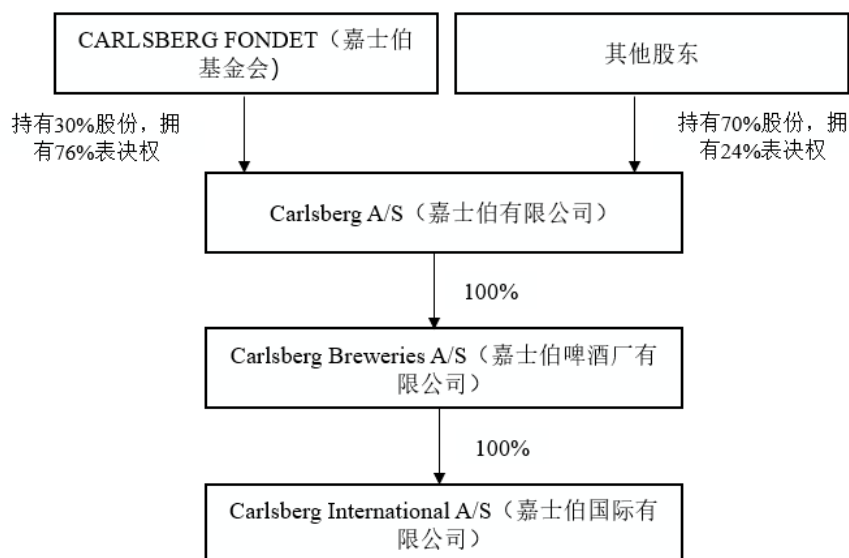 CARLSBERG FONDET（嘉士伯
基金会)
其他股东
持有30%股份，拥
有76%表决权
持有70%股份，拥
有24%表决权
Carlsberg A/S（嘉士伯有限公司）
100%
Carlsberg Breweries A/S（嘉士伯啤酒厂有
限公司）
100%
Carlsberg International A/S（嘉士伯国际有
限公司）